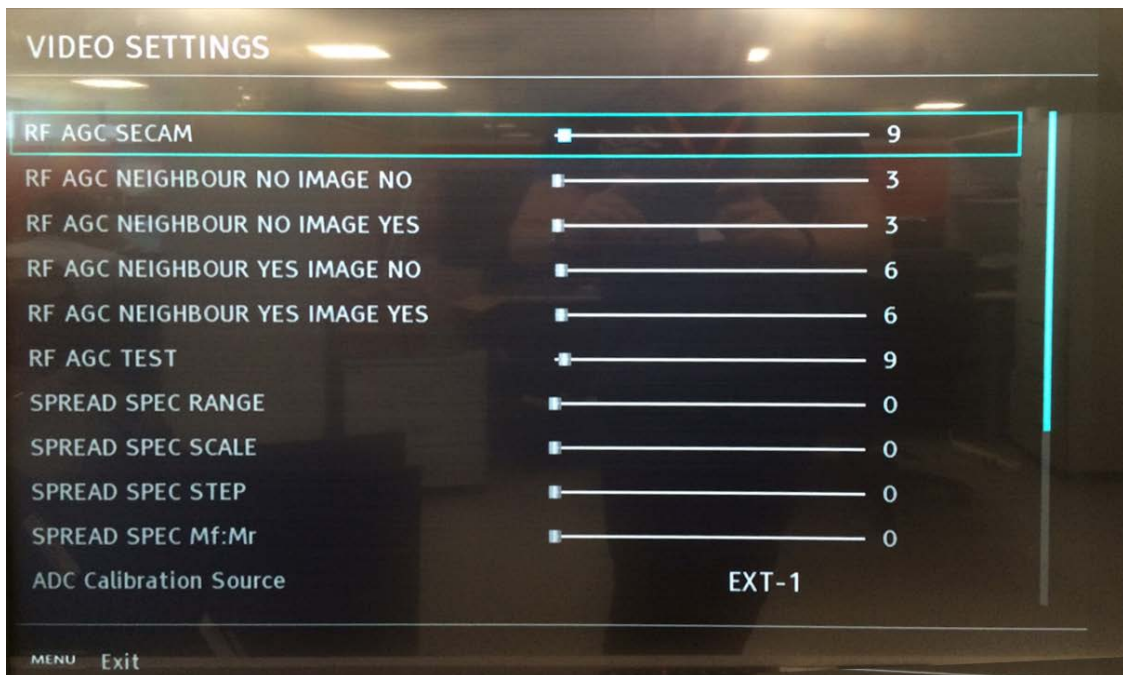 VIDEO SETTINGS
RF AGC SECAM 9
RF AGC NEIGHBOUR NO IMAGE NO 3
RF AGC NEIGHBOUR NO IMAGE YES 3
RF AGC NEIGHBOUR YES IMAGE NO 6
RF AGC NEIGHBOUR YES IMAGE YES 6
RF AGC TEST 9
SPREAD SPEC RANGE 0
SPREAD SPEC SCALE 0
SPREAD SPEC STEP 0
SPREAD SPEC Mf:Mr 0
ADC Calibration Source EXT-1
MENU Exit